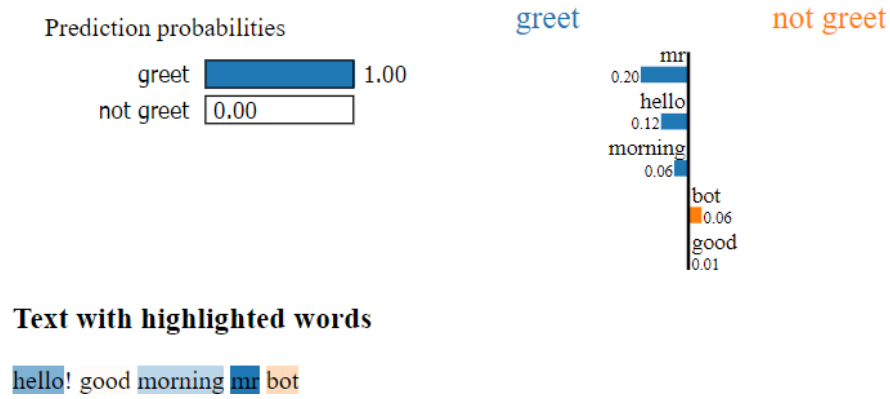 Prediction probabilities
greet 1.00
not greet 0.00
greet not greet
mr
0.20
hello
0.12
morning
0.06
bot
0.06
good
0.01
Text with highlighted words
hello! good morning mr bot